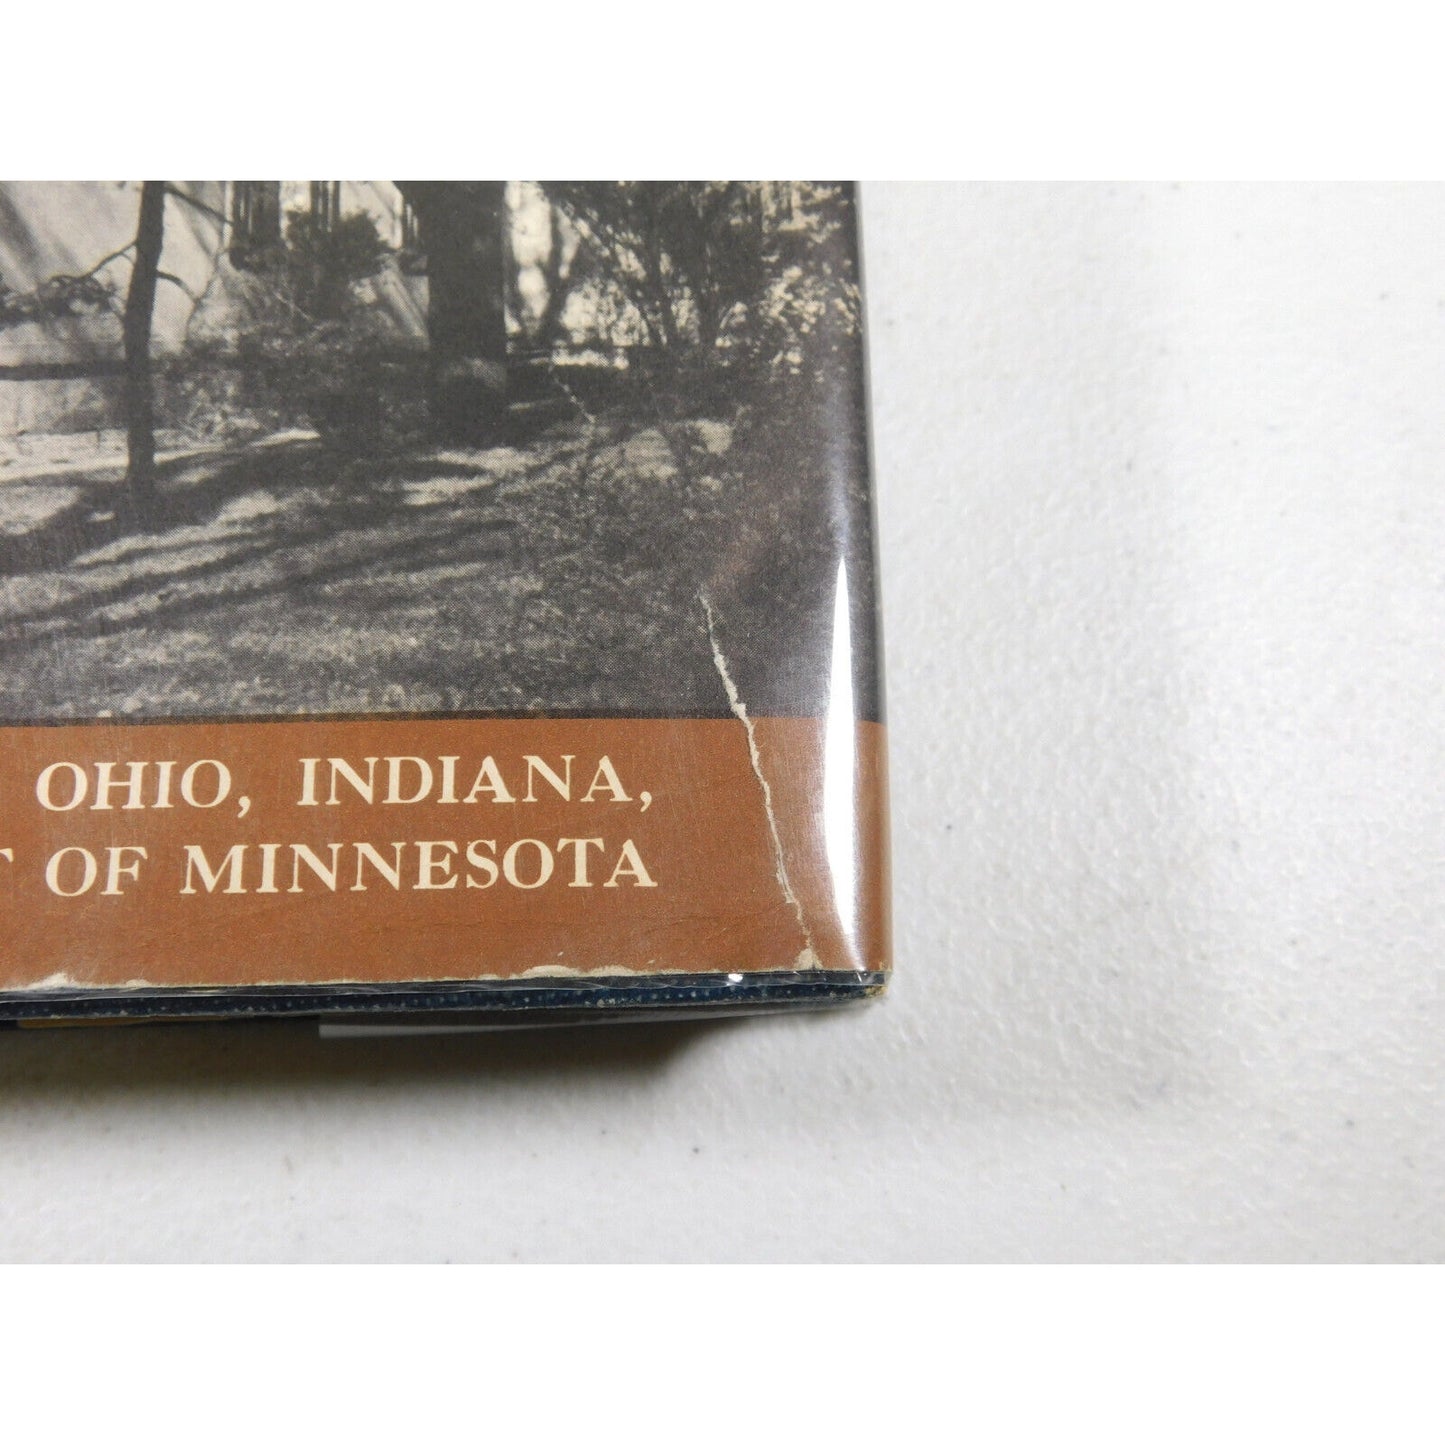 OHIO, INDIANA,
OF MINNESOTA